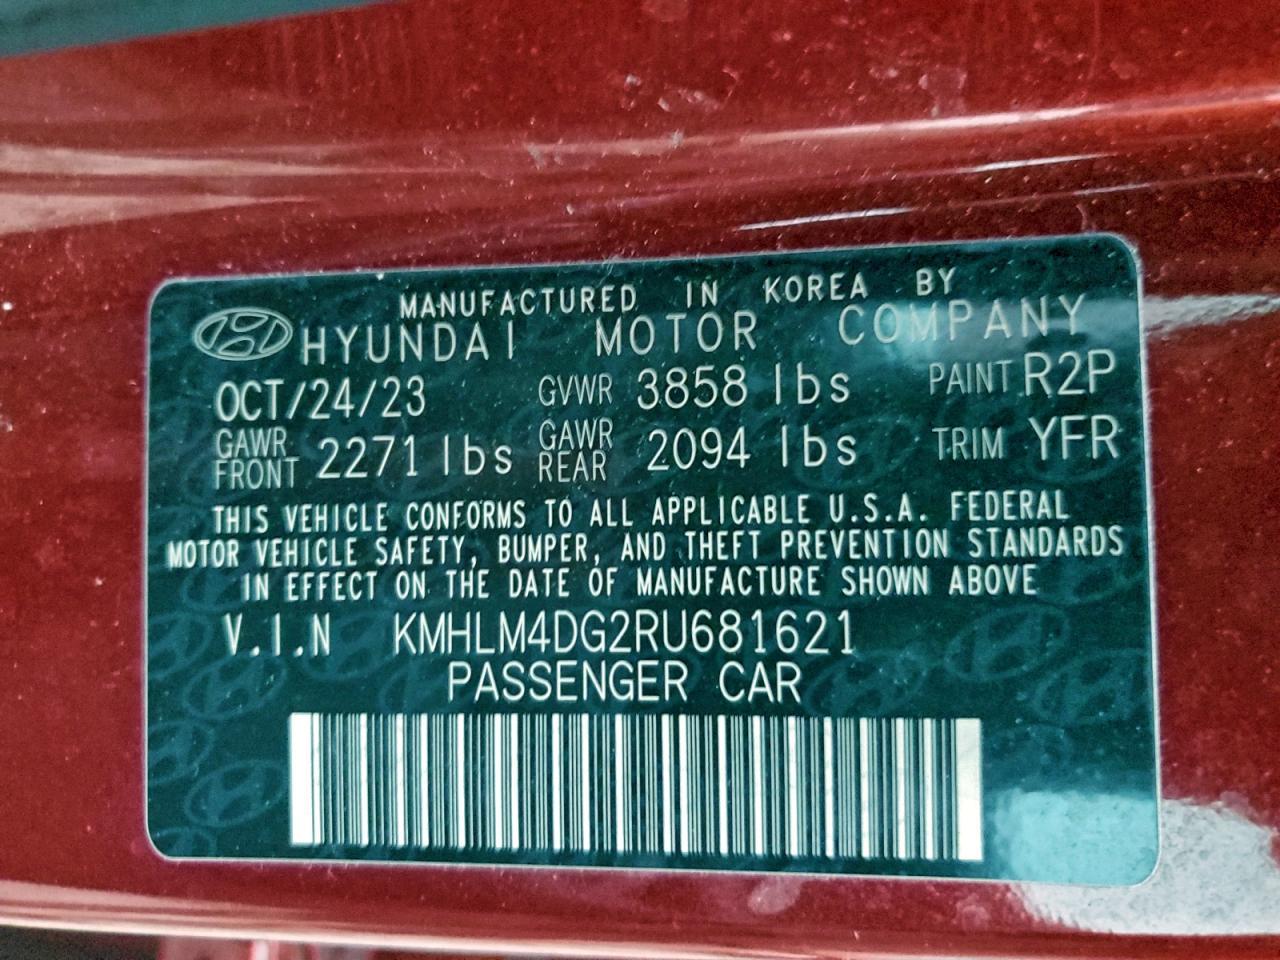 MANUFACTURED IN KOREA BY
HYUNDAI MOTOR COMPANY
OCT/24/23 GVWR 3858 lbs PAINT R2P
GAWR FRONT 2271 lbs GAWR REAR 2094 lbs TRIM YFR
THIS VEHICLE CONFORMS TO ALL APPLICABLE U.S.A. FEDERAL
MOTOR VEHICLE SAFETY, BUMPER, AND THEFT PREVENTION STANDARDS
IN EFFECT ON THE DATE OF MANUFACTURE SHOWN ABOVE
V.I.N KMHLM4DG2RU681621
PASSENGER CAR